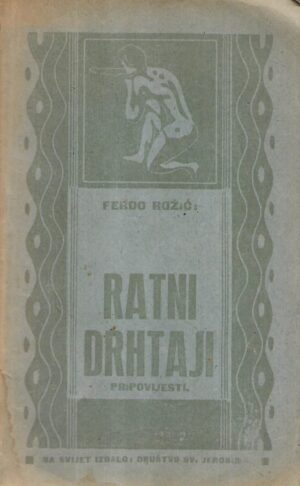 FERDO ROŽIĆ:
RATNI
DRHTAJI
PRIPOVIJESTI.
NA SVIJET IZDALO: DRUŠTVO SV. JERONIMA